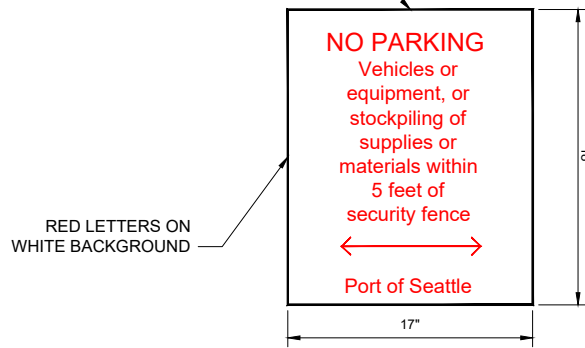 NO PARKING
Vehicles or
equipment, or
stockpiling of
supplies or
materials within
5 feet of
security fence
Port of Seattle
RED LETTERS ON
WHITE BACKGROUND
17"